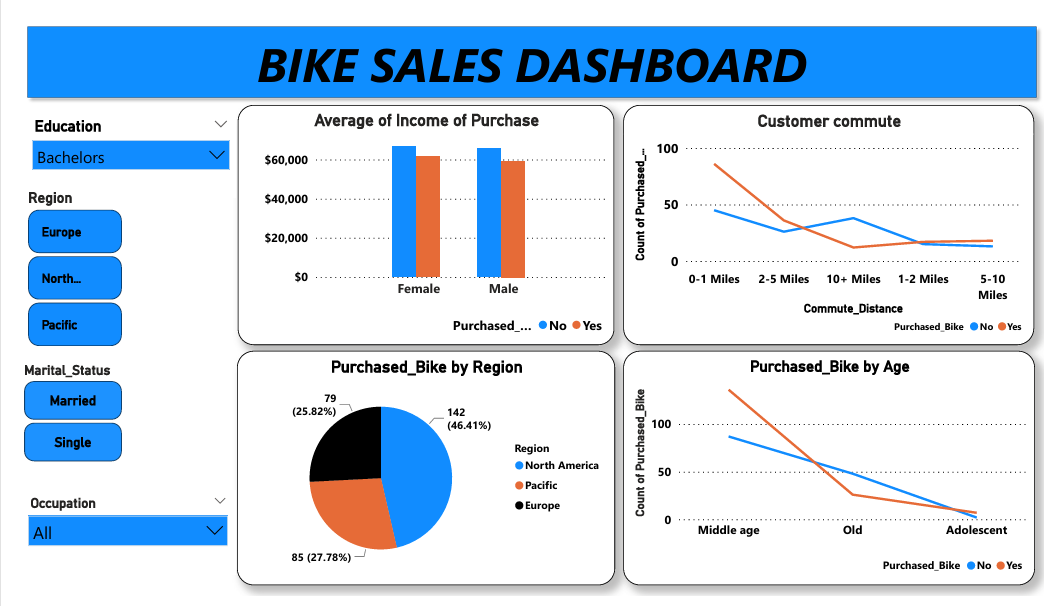 BIKE SALES DASHBOARD
Education
Bachelors
Region
Europe
North...
Pacific
Marital_Status
Married
Single
Occupation
All
Average of Income of Purchase
$60,000
$40,000
$20,000
$0
Female Male
Purchased_... No Yes
Customer commute
Count of Purchased_...
100
50
0
0-1 Miles 2-5 Miles 10+ Miles 1-2 Miles 5-10
Miles
Commute_Distance
Purchased_Bike No Yes
Purchased_Bike by Region
79
(25.82%)
142
(46.41%)
85 (27.78%)
Region
North America
Pacific
Europe
Purchased_Bike by Age
Count of Purchased_Bike
100
50
0
Middle age Old Adolescent
Purchased_Bike No Yes